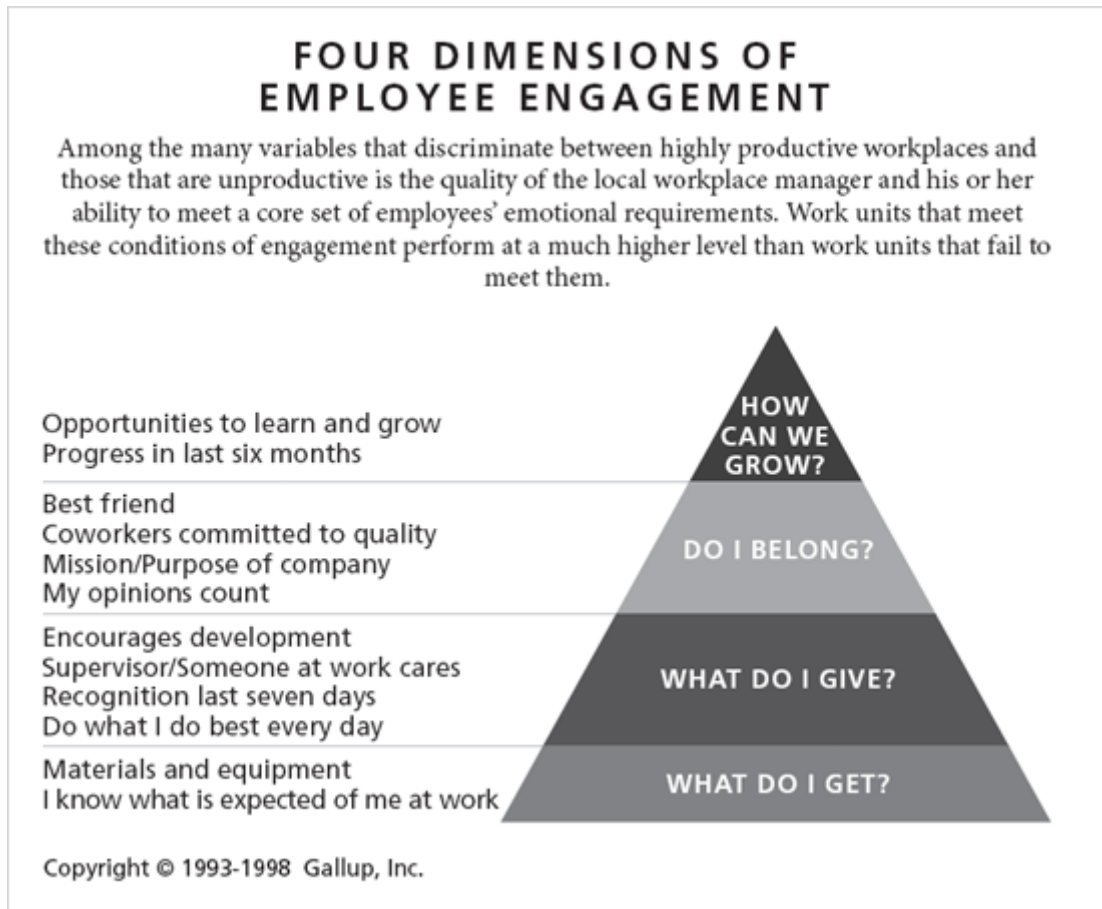 FOUR DIMENSIONS OF
EMPLOYEE ENGAGEMENT
Among the many variables that discriminate between highly productive workplaces and
those that are unproductive is the quality of the local workplace manager and his or her
ability to meet a core set of employees’ emotional requirements. Work units that meet
these conditions of engagement perform at a much higher level than work units that fail to
meet them.
HOW
CAN WE
GROW?
Opportunities to learn and grow
Progress in last six months
DO I BELONG?
Best friend
Coworkers committed to quality
Mission/Purpose of company
My opinions count
WHAT DO I GIVE?
Encourages development
Supervisor/Someone at work cares
Recognition last seven days
Do what I do best every day
WHAT DO I GET?
Materials and equipment
I know what is expected of me at work
Copyright © 1993-1998 Gallup, Inc.